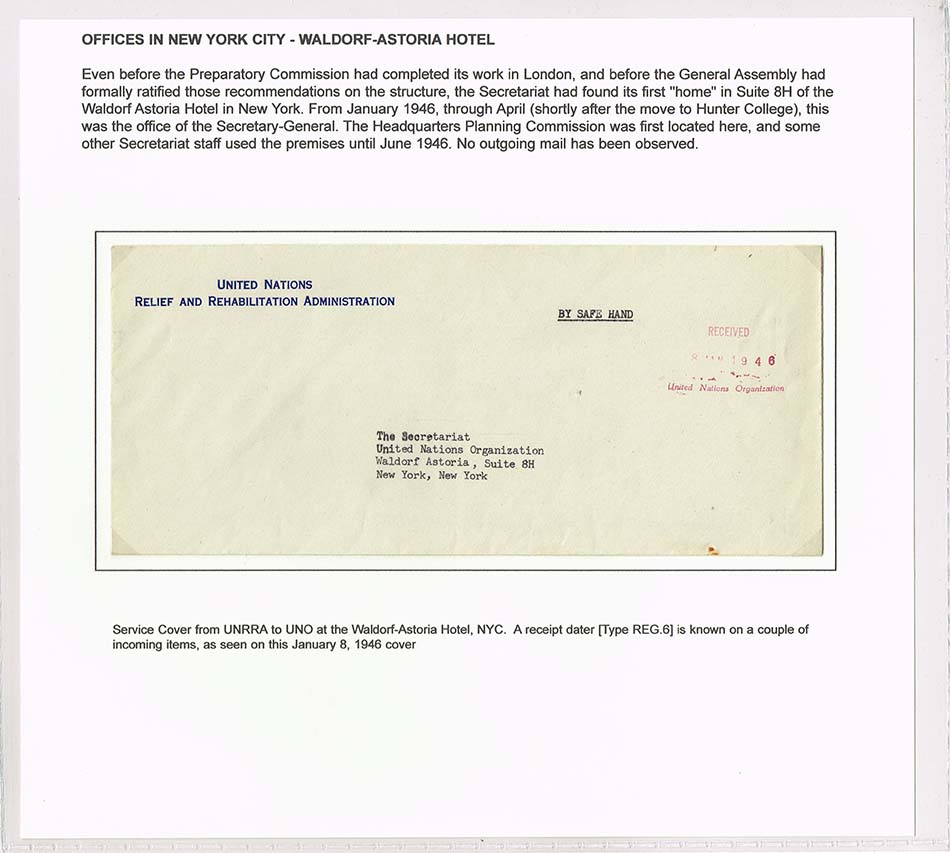 OFFICES IN NEW YORK CITY - WALDORF-ASTORIA HOTEL
Even before the Preparatory Commission had completed its work in London, and before the General Assembly had
formally ratified those recommendations on the structure, the Secretariat had found its first "home" in Suite 8H of the
Waldorf Astoria Hotel in New York. From January 1946, through April (shortly after the move to Hunter College), this
was the office of the Secretary-General. The Headquarters Planning Commission was first located here, and some
other Secretariat staff used the premises until June 1946. No outgoing mail has been observed.
UNITED NATIONS
RELIEF AND REHABILITATION ADMINISTRATION
BY SAFE HAND
RECEIVED
8 1946
United Nations Organization
The Secretariat
United Nations Organization
Waldorf Astoria, Suite 8H
New York, New York
Service Cover from UNRRA to UNO at the Waldorf-Astoria Hotel, NYC. A receipt dater [Type REG.6] is known on a couple of
incoming items, as seen on this January 8, 1946 cover